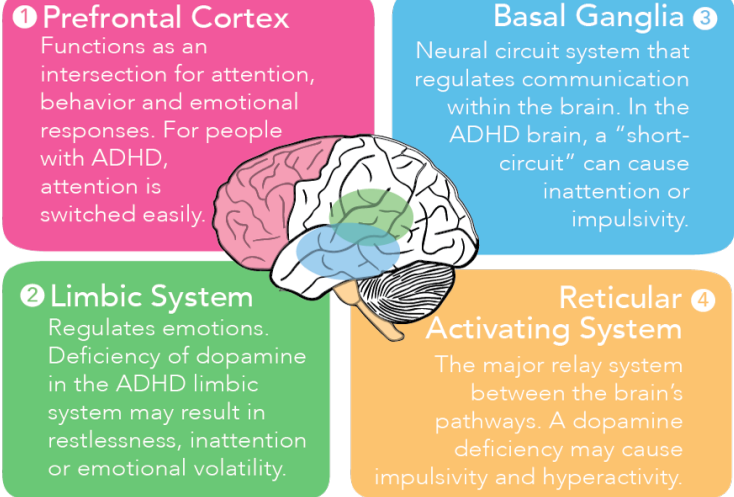 1 Prefrontal Cortex
Functions as an
intersection for attention,
behavior and emotional
responses. For people
with ADHD,
attention is
switched easily.
Basal Ganglia 3
Neural circuit system that
regulates communication
within the brain. In the
ADHD brain, a “short-
circuit” can cause
inattention or
impulsivity.
2 Limbic System
Regulates emotions.
Deficiency of dopamine
in the ADHD limbic
system may result in
restlessness, inattention
or emotional volatility.
Reticular 4
Activating System
The major relay system
between the brain’s
pathways. A dopamine
deficiency may cause
impulsivity and hyperactivity.